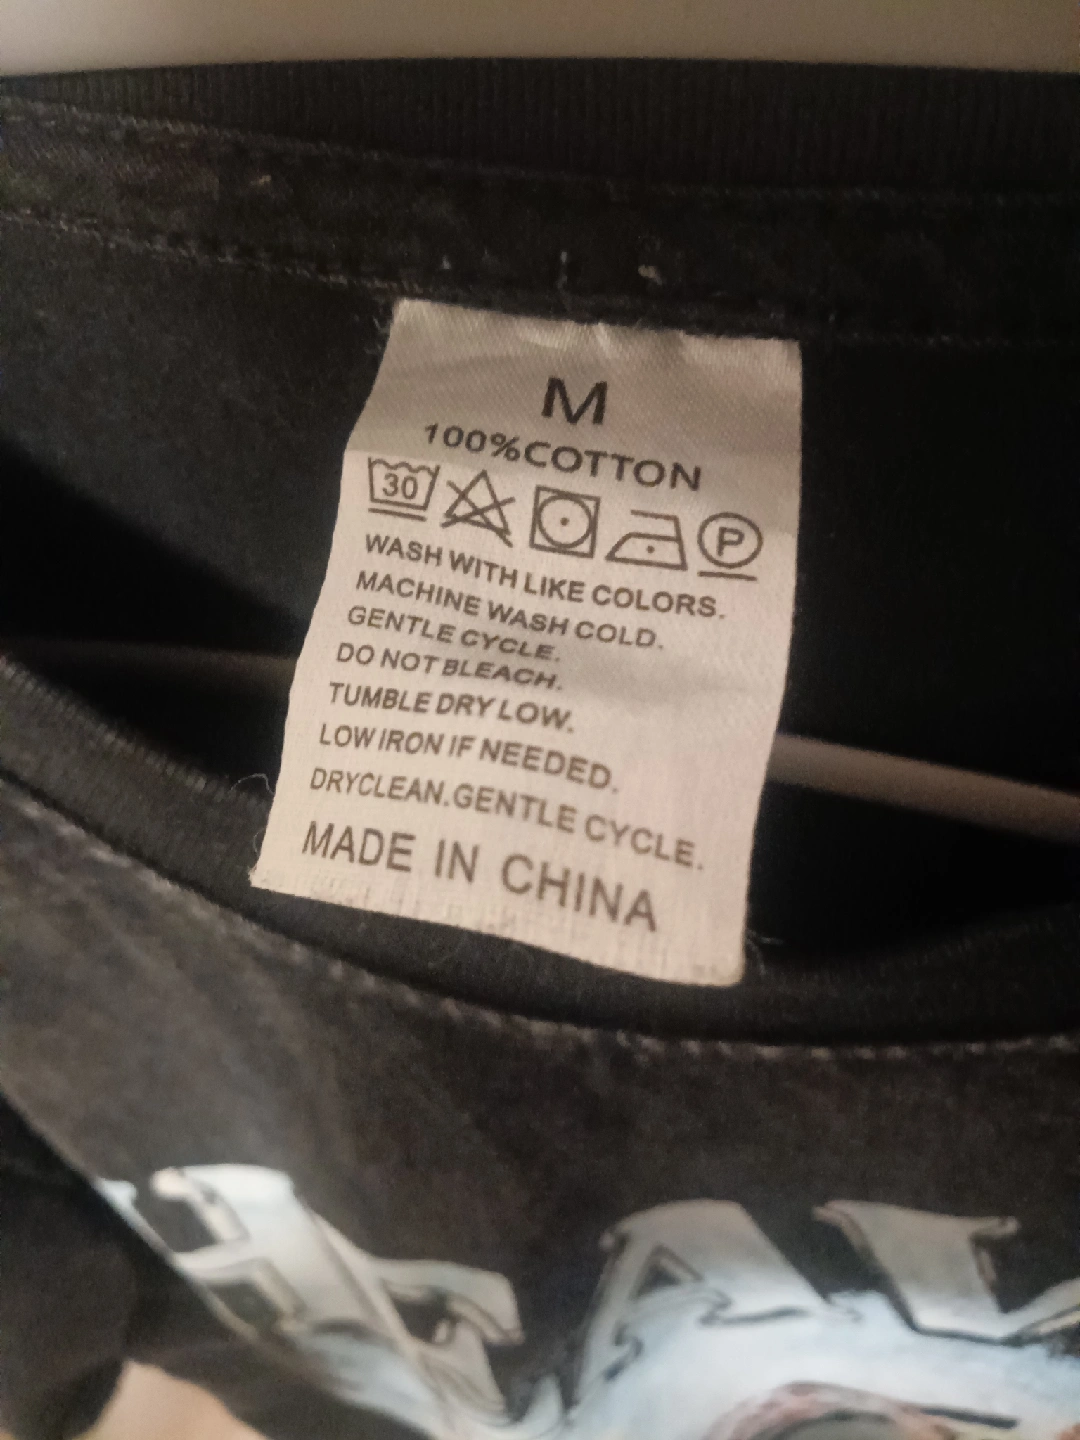 M
100%COTTON
30
P
WASH WITH LIKE COLORS.
MACHINE WASH COLD.
GENTLE CYCLE.
DO NOT BLEACH.
TUMBLE DRY LOW.
LOW IRON IF NEEDED.
DRYCLEAN.GENTLE CYCLE.
MADE IN CHINA